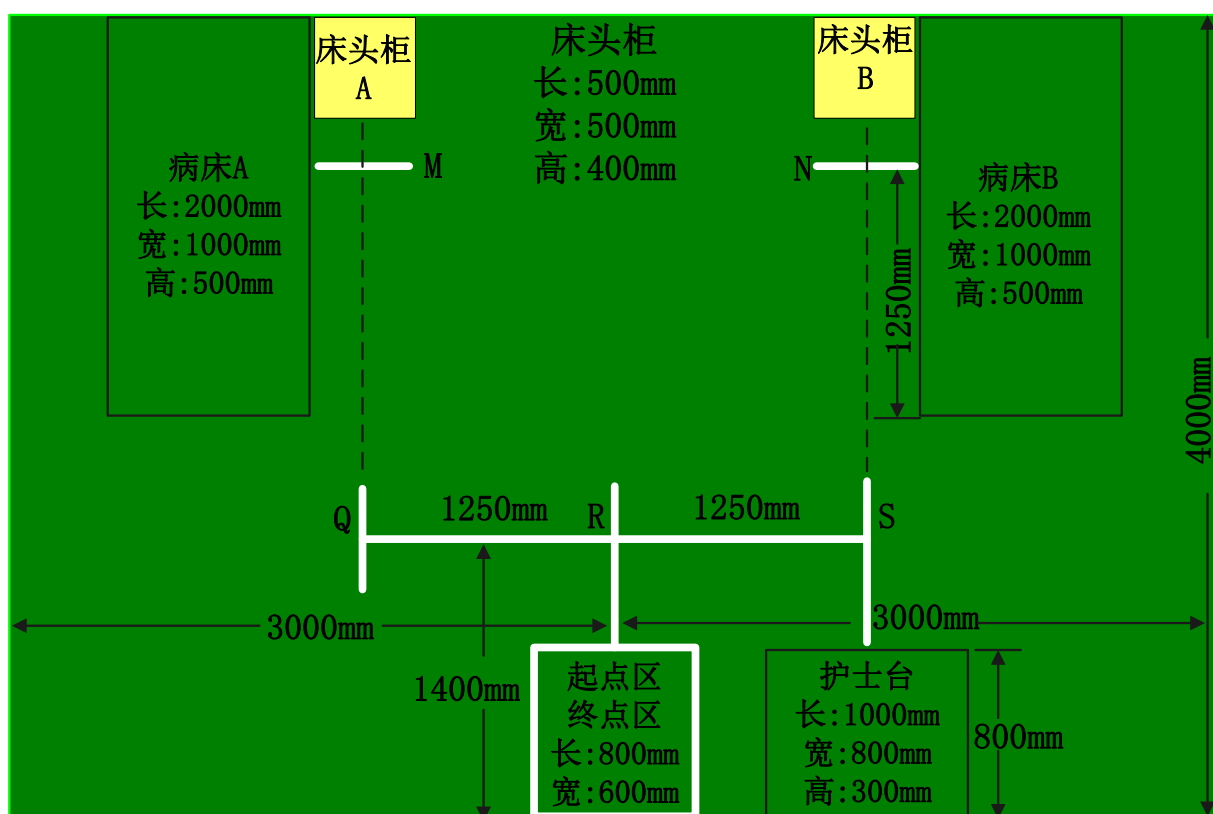 床头柜
A
床头柜
长:500mm
宽:500mm
高:400mm
床头柜
B
病床A
长:2000mm
宽:1000mm
高:500mm
M
N
病床B
长:2000mm
宽:1000mm
高:500mm
1250mm
4000mm
Q
1250mm
R
1250mm
S
3000mm
3000mm
1400mm
起点区
终点区
长:800mm
宽:600mm
护士台
长:1000mm
宽:800mm
高:300mm
800mm